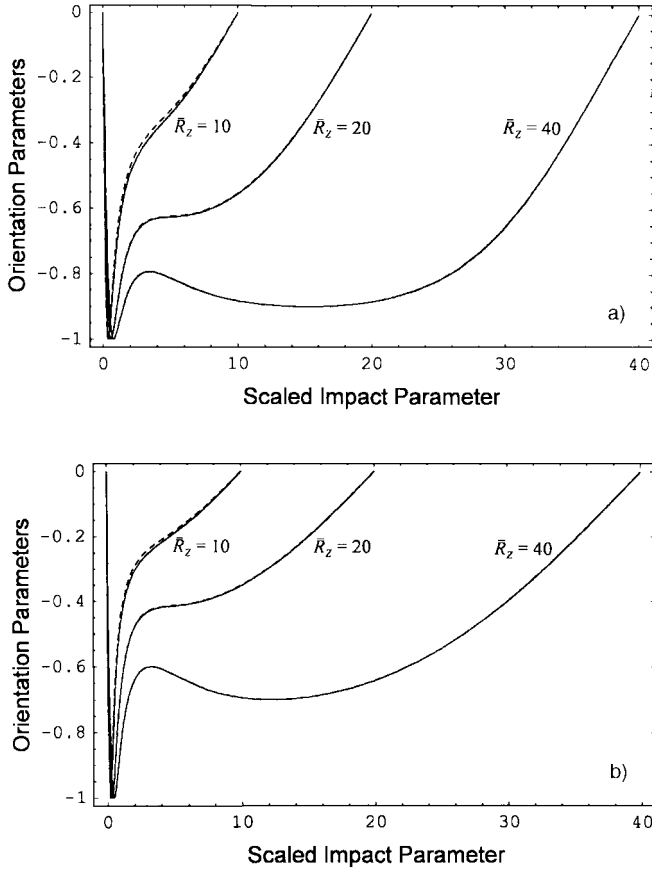 0
-0.2
-0.4
-0.6
-0.8
-1
Orientation Parameters
R̄z = 10
R̄z = 20
R̄z = 40
a)
0 10 20 30 40
Scaled Impact Parameter
0
-0.2
-0.4
-0.6
-0.8
-1
Orientation Parameters
R̄z = 10
R̄z = 20
R̄z = 40
b)
0 10 20 30 40
Scaled Impact Parameter